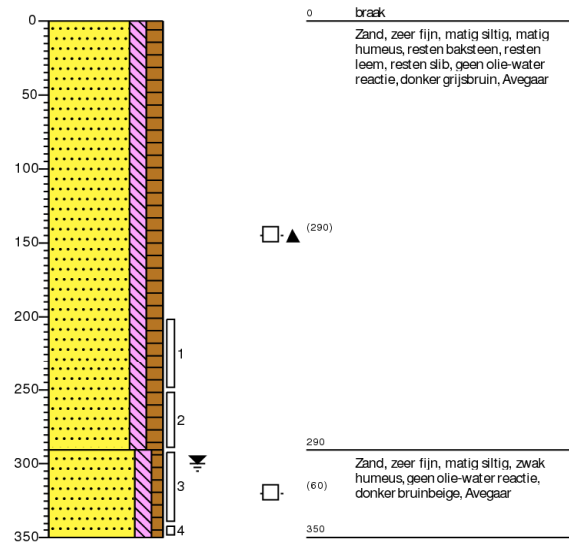 0 braak
0
Zand, zeer fijn, matig siltig, matig
humeus, resten baksteen, resten
leem, resten slib, geen olie-water
reactie, donker grijsbruin, Avegaar
50
100
150
(290)
200
1
250
2
290
300
Zand, zeer fijn, matig siltig, zwak
humeus, geen olie-water reactie,
donker bruinbeige, Avegaar
3
(60)
4
350
350